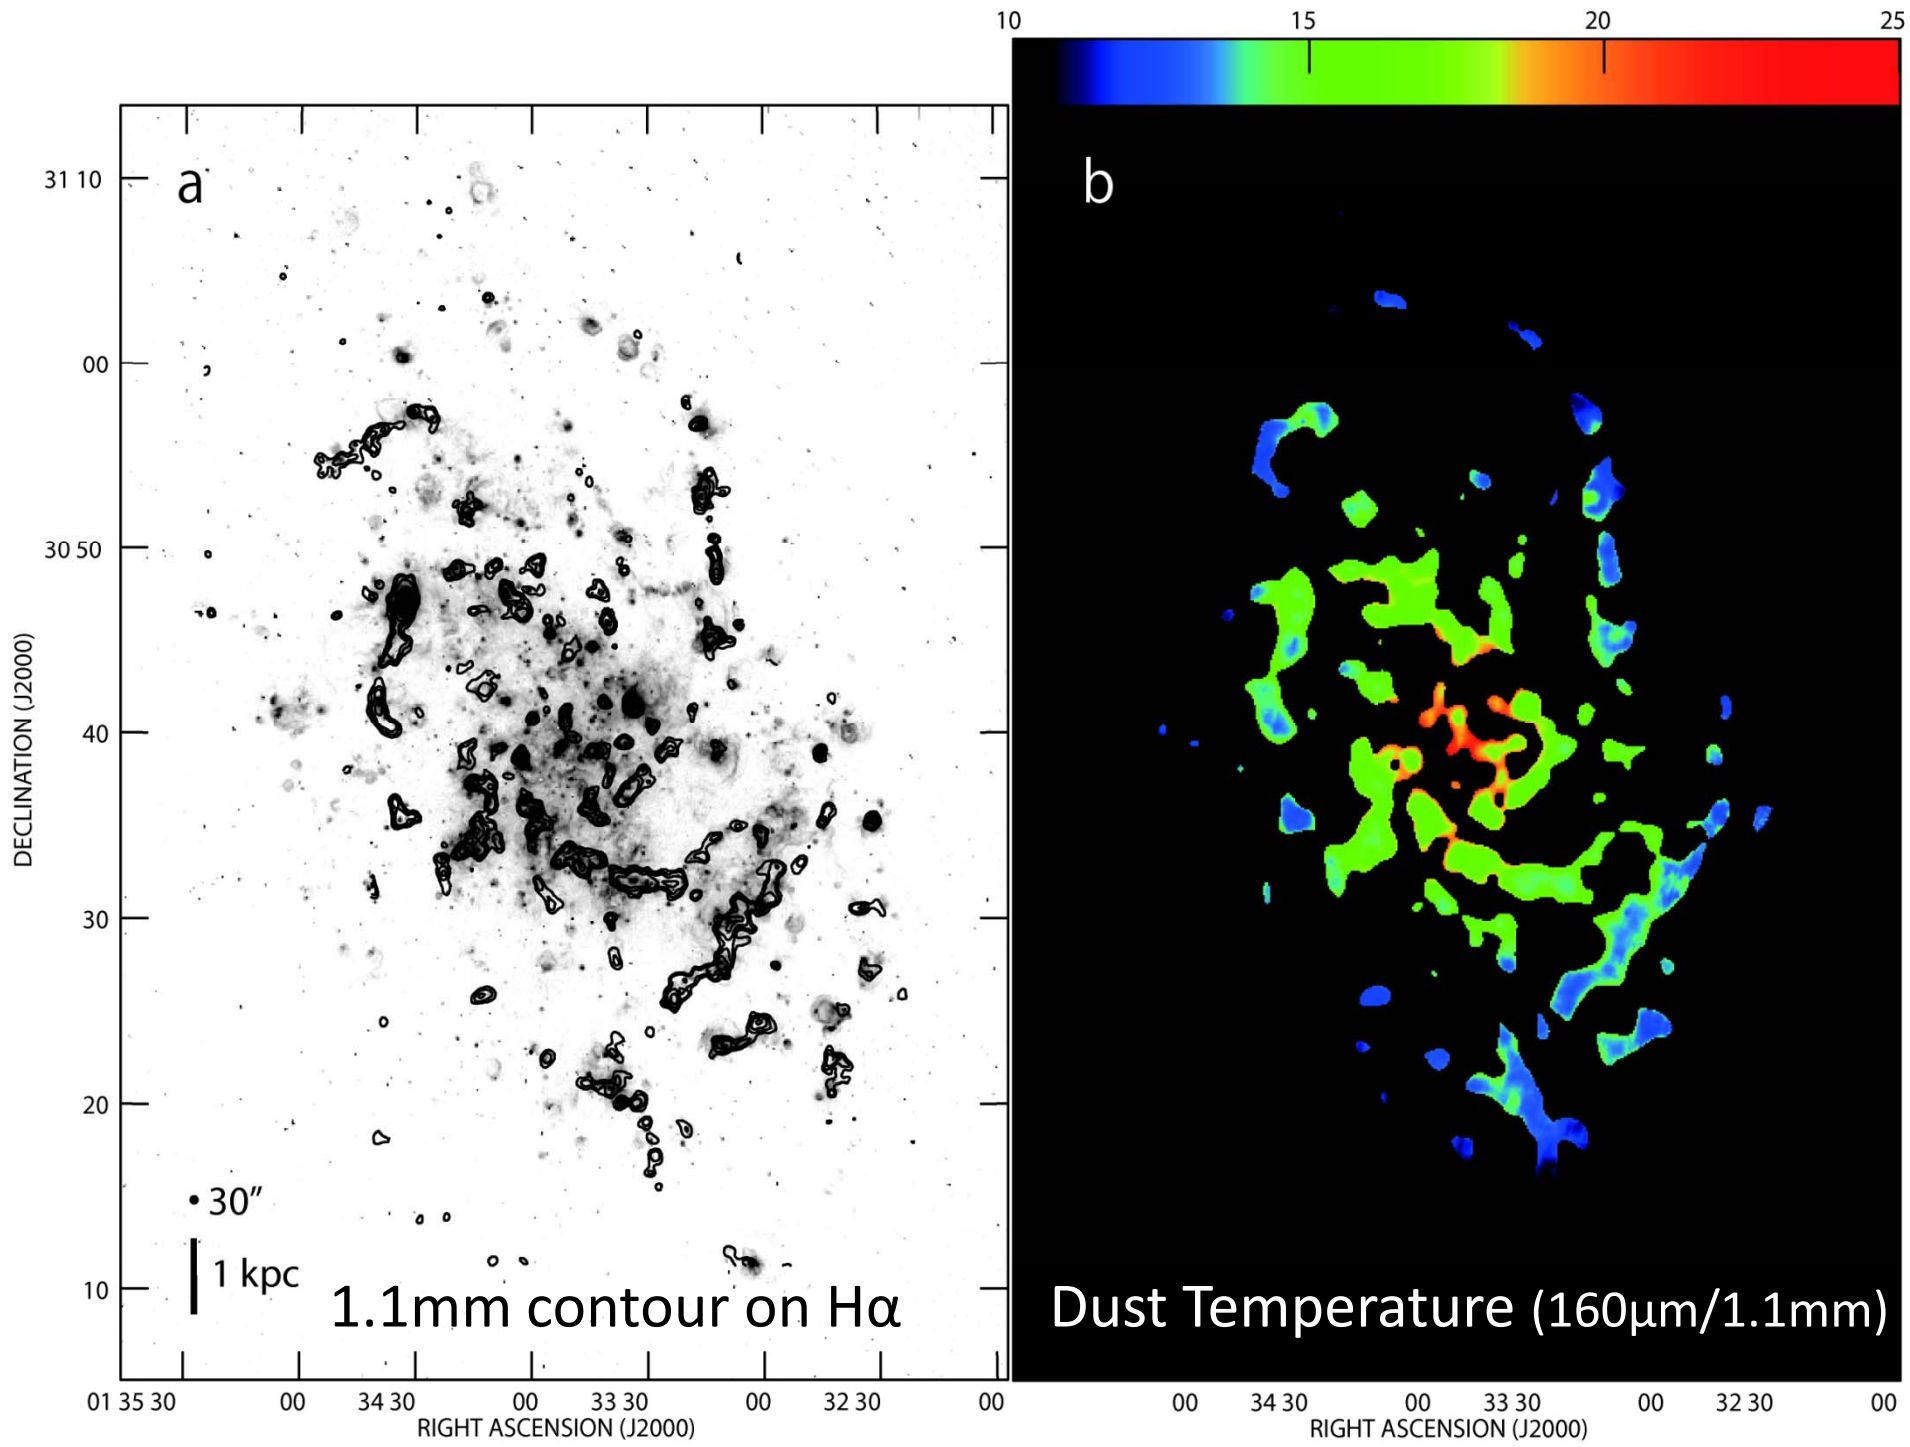 10 15 20 25
a
b
31 10
00
30 50
40
30
20
10
DECLINATION (J2000)
30″
1 kpc
1.1mm contour on Hα
Dust Temperature (160μm/1.1mm)
01 35 30 00 34 30 00 33 30 00 32 30 00
RIGHT ASCENSION (J2000)
00 34 30 00 33 30 00 32 30 00
RIGHT ASCENSION (J2000)